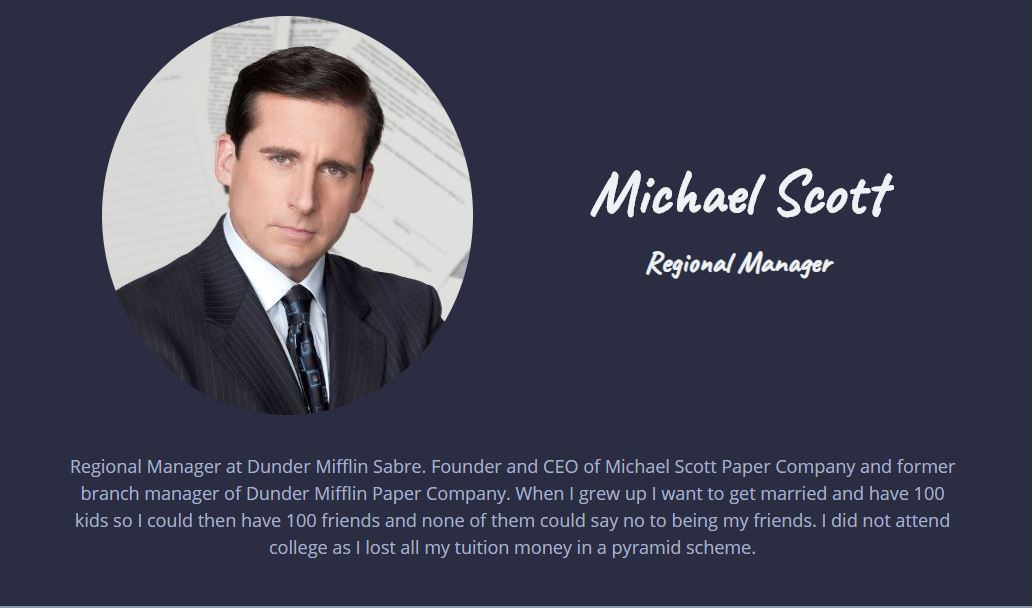 Michael Scott
Regional Manager
Regional Manager at Dunder Mifflin Sabre. Founder and CEO of Michael Scott Paper Company and former
branch manager of Dunder Mifflin Paper Company. When I grew up I want to get married and have 100
kids so I could then have 100 friends and none of them could say no to being my friends. I did not attend
college as I lost all my tuition money in a pyramid scheme.